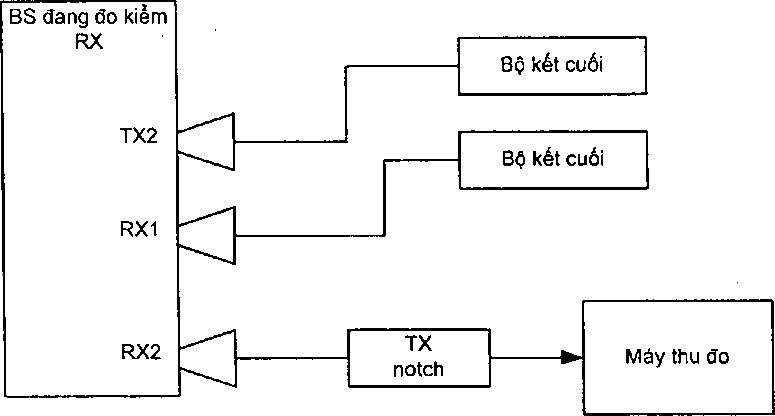 BS đang đo kiểm
RX
Bộ kết cuối
TX2
Bộ kết cuối
RX1
RX2
TX
notch
Máy thu đo